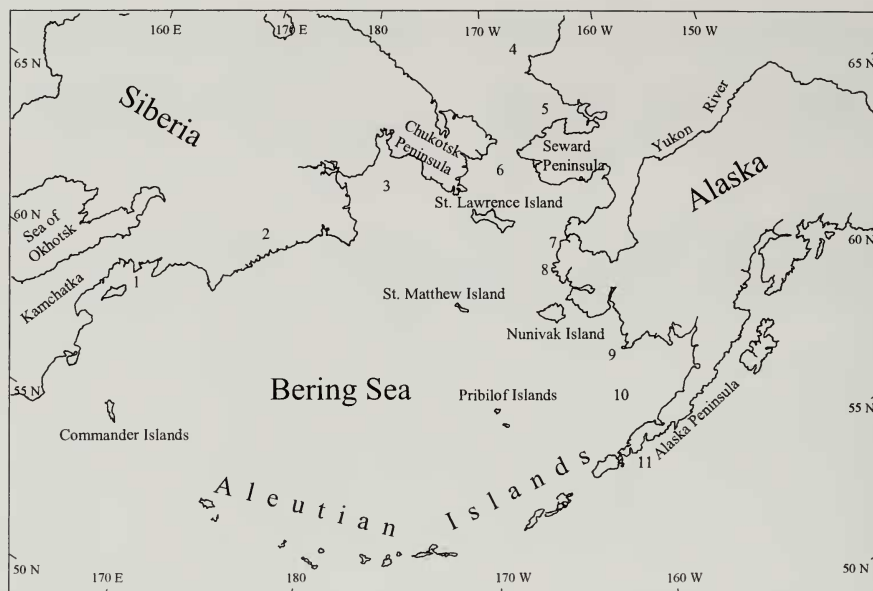 160 E
180
170 W
160 W
150 W
4
65 N
65 N
Siberia
5
Yukon River
Chukotsk
Peninsula
Seward
Peninsula
6
Alaska
3
St. Lawrence Island
60 N
60 N
Sea of
Okhotsk
2
7
8
Kamchatka
1
St. Matthew Island
Nunivak Island
9
55 N
55 N
Bering Sea
Pribilof Islands
10
Commander Islands
11
Alaska Peninsula
Aleutian Islands
50 N
50 N
170 E
180
170 W
160 W